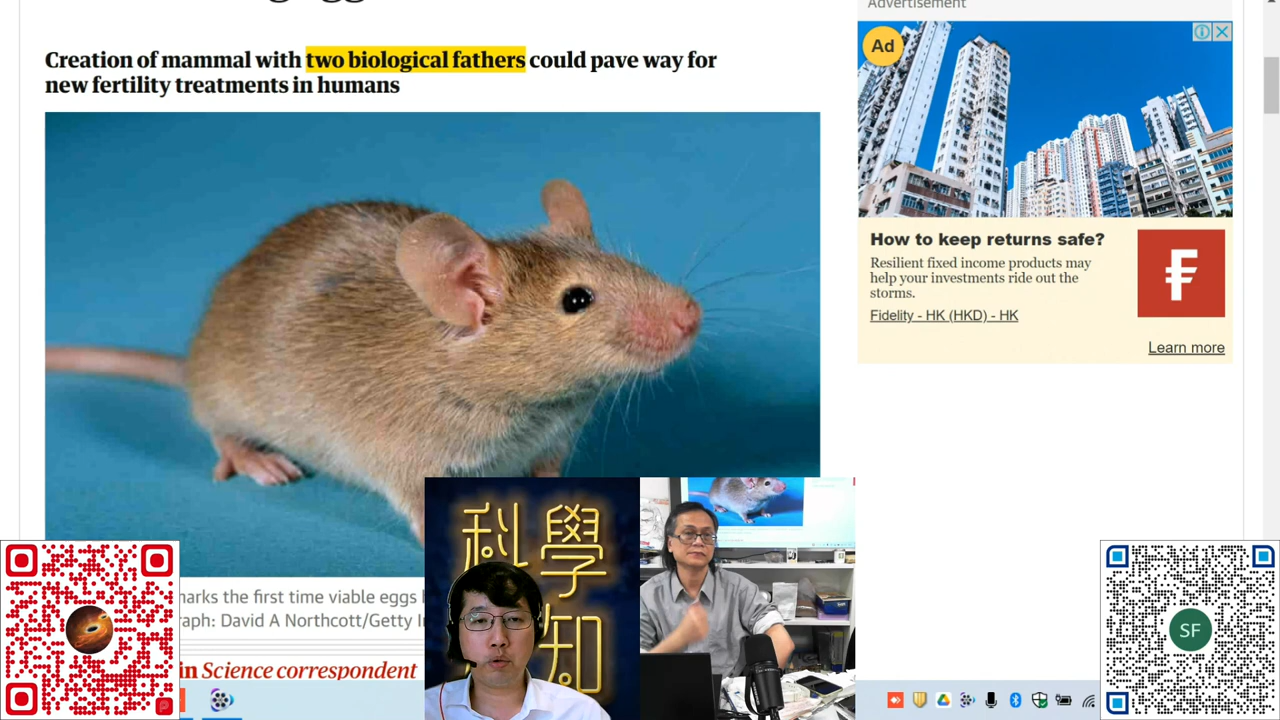 Creation of mammal with two biological fathers could pave way for
new fertility treatments in humans
Advertisement
Ad
How to keep returns safe?
Resilient fixed income products may
help your investments ride out the
storms.
Fidelity - HK (HKD) - HK
Learn more
科學
知
marks the first time viable eggs
raph: David A Northcott/Getty
in Science correspondent
SF